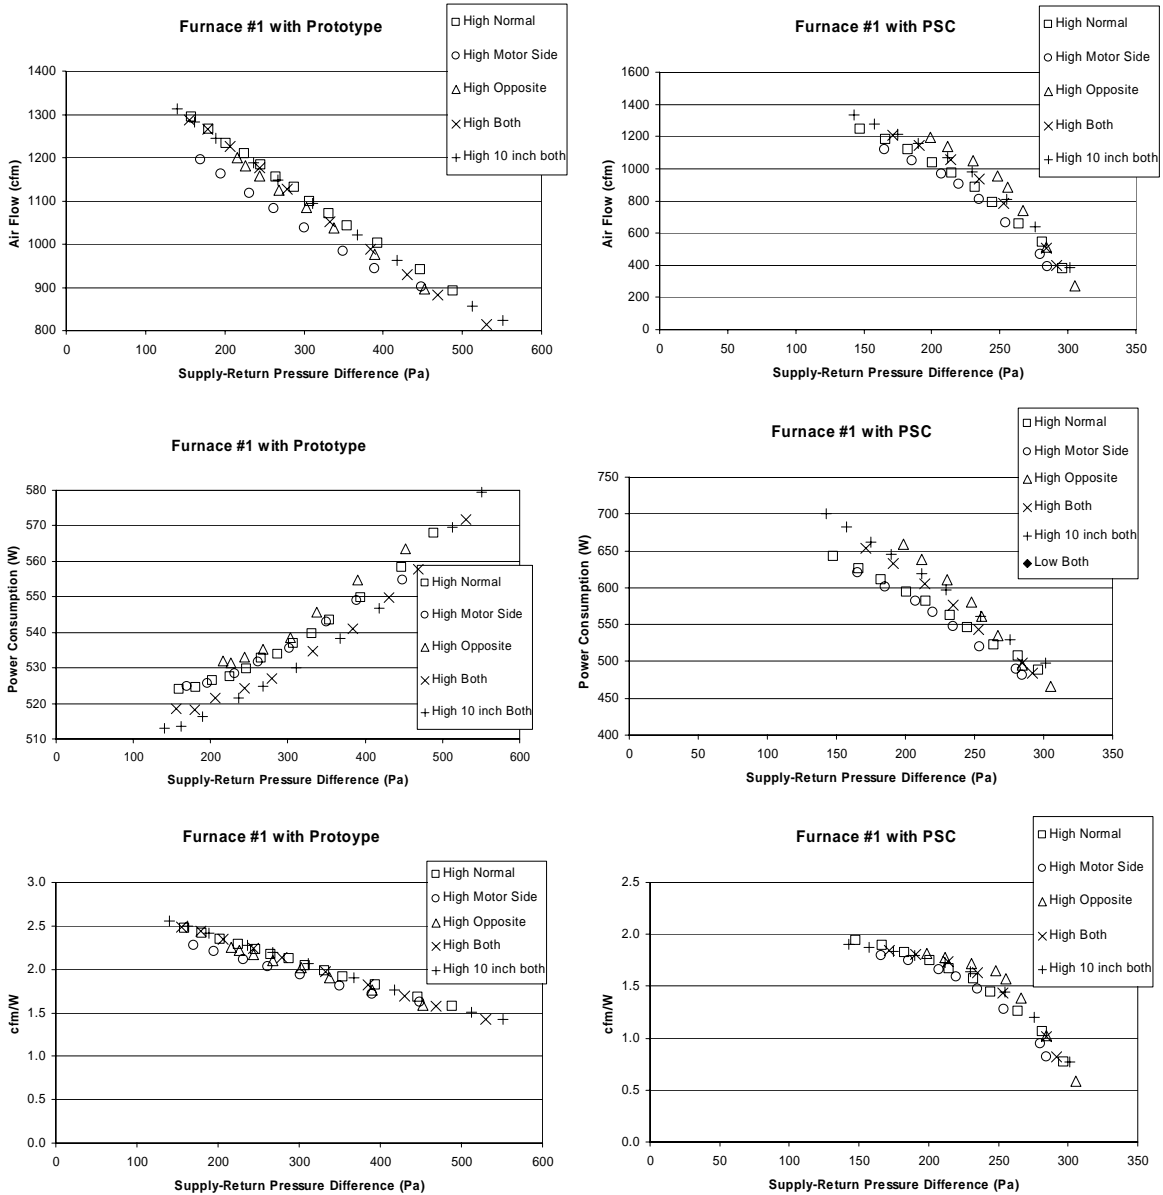 Furnace #1 with Prototype
High Normal
High Motor Side
High Opposite
High Both
High 10 inch both
1400
1300
1200
1100
1000
900
800
Air Flow (cfm)
0 100 200 300 400 500 600
Supply-Return Pressure Difference (Pa)
Furnace #1 with PSC
High Normal
High Motor Side
High Opposite
High Both
High 10 inch both
1600
1400
1200
1000
800
600
400
200
0
Air Flow (cfm)
0 50 100 150 200 250 300 350
Supply-Return Pressure Difference (Pa)
Furnace #1 with Prototype
580
570
560
550
540
530
520
510
Power Consumption (W)
High Normal
High Motor Side
High Opposite
High Both
High 10 inch Both
0 100 200 300 400 500 600
Supply-Return Pressure Difference (Pa)
Furnace #1 with PSC
High Normal
High Motor Side
High Opposite
High Both
High 10 inch both
Low Both
750
700
650
600
550
500
450
400
Power Consumption (W)
0 50 100 150 200 250 300 350
Supply-Return Pressure Difference (Pa)
Furnace #1 with Protoype
High Normal
High Motor Side
High Opposite
High Both
High 10 inch both
3.0
2.5
2.0
1.5
1.0
0.5
0.0
cfm/W
0 100 200 300 400 500 600
Supply-Return Pressure Difference (Pa)
Furnace #1 with PSC
High Normal
High Motor Side
High Opposite
High Both
High 10 inch both
2.5
2.0
1.5
1.0
0.5
0.0
cfm/W
0 50 100 150 200 250 300 350
Supply-Return Pressure Difference (Pa)